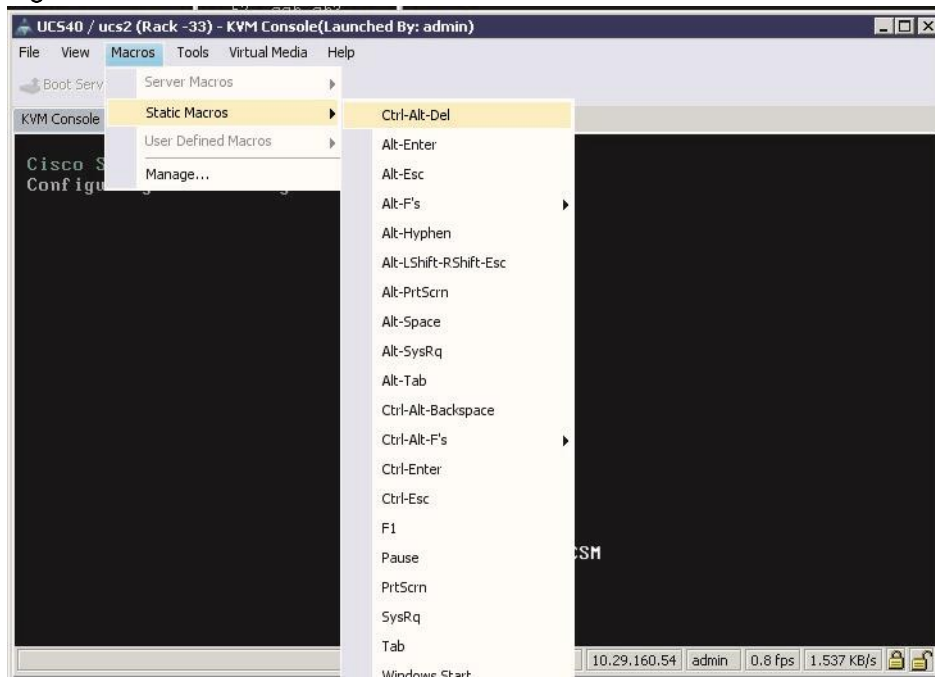 UCS40 / ucs2 (Rack -33) - KVM Console(Launched By: admin)
File View Macros Tools Virtual Media Help
Boot Serv
Server Macros
KVM Console
Static Macros
User Defined Macros
Manage...
Cisco S
Configu
Ctrl-Alt-Del
Alt-Enter
Alt-Esc
Alt-F's
Alt-Hyphen
Alt-LShift-RShift-Esc
Alt-PrtScrn
Alt-Space
Alt-SysRq
Alt-Tab
Ctrl-Alt-Backspace
Ctrl-Alt-F's
Ctrl-Enter
Ctrl-Esc
F1
Pause
PrtScrn
SysRq
Tab
Windows Start
CSM
10.29.160.54 admin 0.8 fps 1.537 KB/s